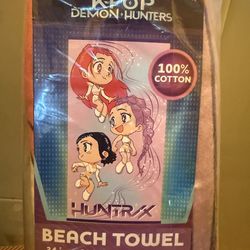 K-POP
DEMON HUNTERS
100%
COTTON
HUNTR/X
BEACH TOWEL